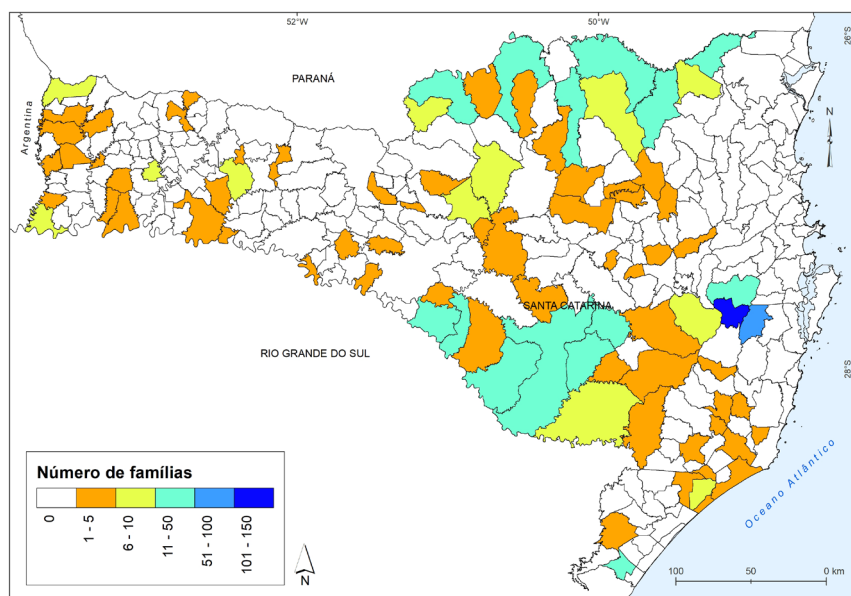 52°W
50°W
26°S
PARANÁ
Argentina
N
SANTA CATARINA
RIO GRANDE DO SUL
28°S
Oceano Atlântico
Número de famílias
0
1 - 5
6 - 10
11 - 50
51 - 100
101 - 150
N
100 50 0 km